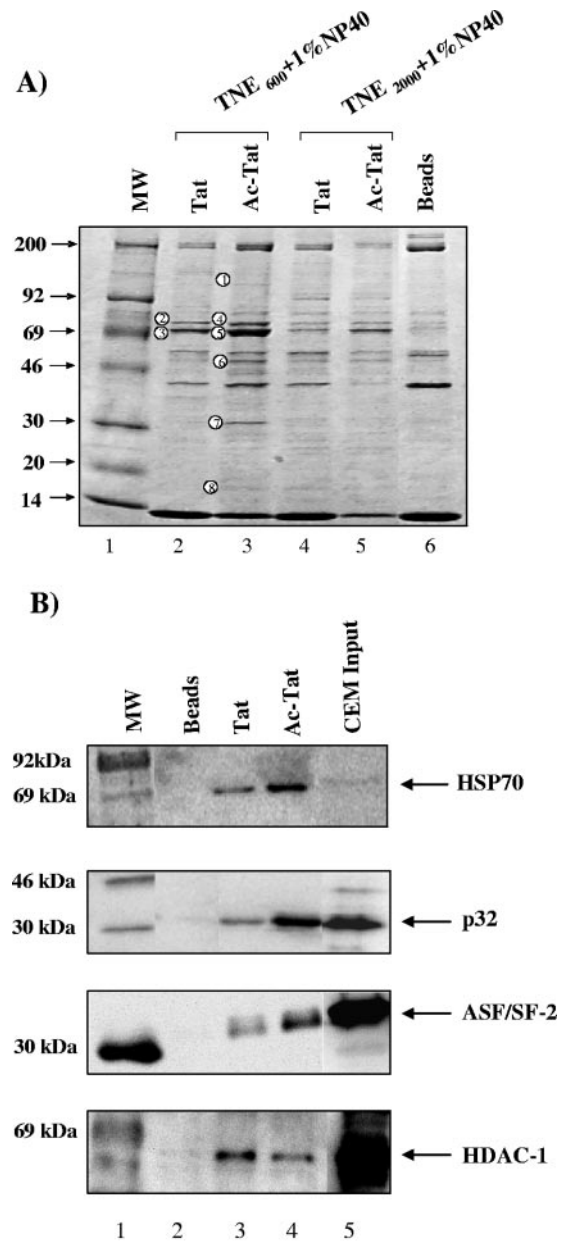 A)
TNE 600+1%NP40
TNE 2000+1%NP40
MW
Tat
Ac-Tat
Tat
Ac-Tat
Beads
200
92
69
46
30
20
14
1
2
4
3
5
6
7
8
1 2 3 4 5 6
B)
MW
Beads
Tat
Ac-Tat
CEM Input
92kDa
69 kDa
HSP70
46 kDa
30 kDa
p32
30 kDa
ASF/SF-2
69 kDa
HDAC-1
1 2 3 4 5